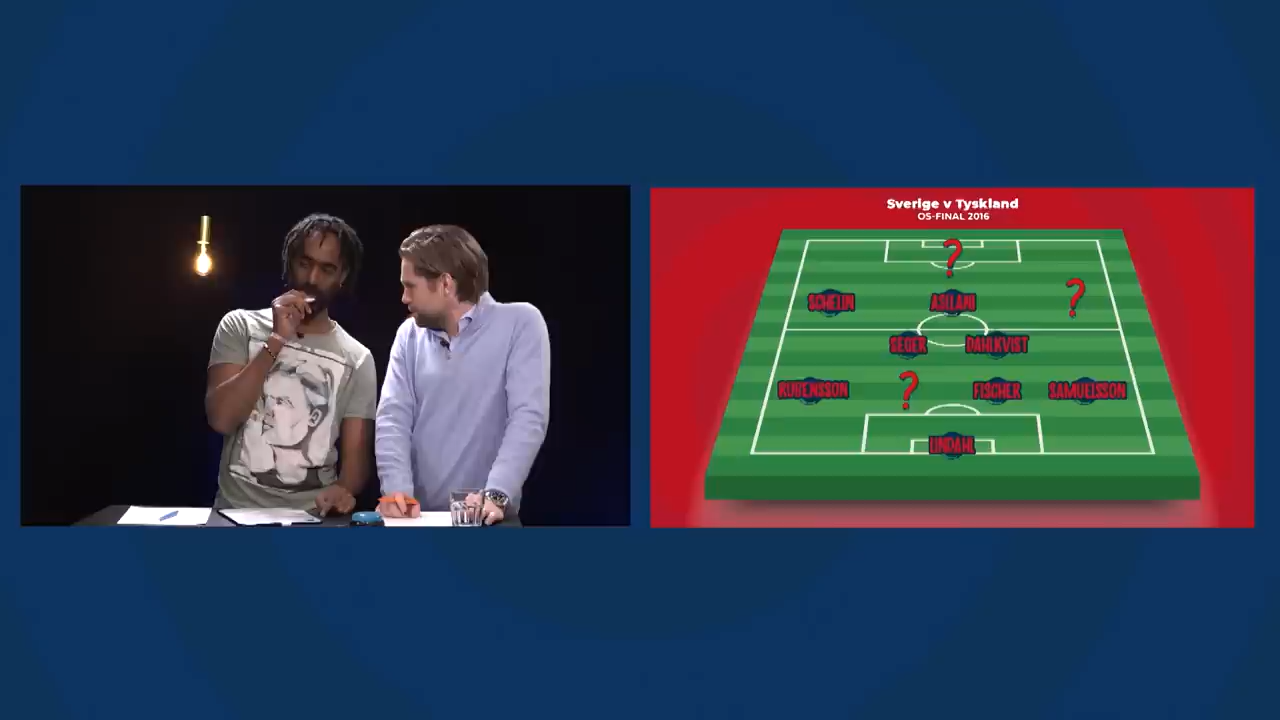 Sverige v Tyskland
OS-FINAL 2016
?
SCHELIN
ASLLANI
?
SEGER
DAHLKVIST
RUBENSSON
?
FISCHER
SAMUELSSON
LINDAHL